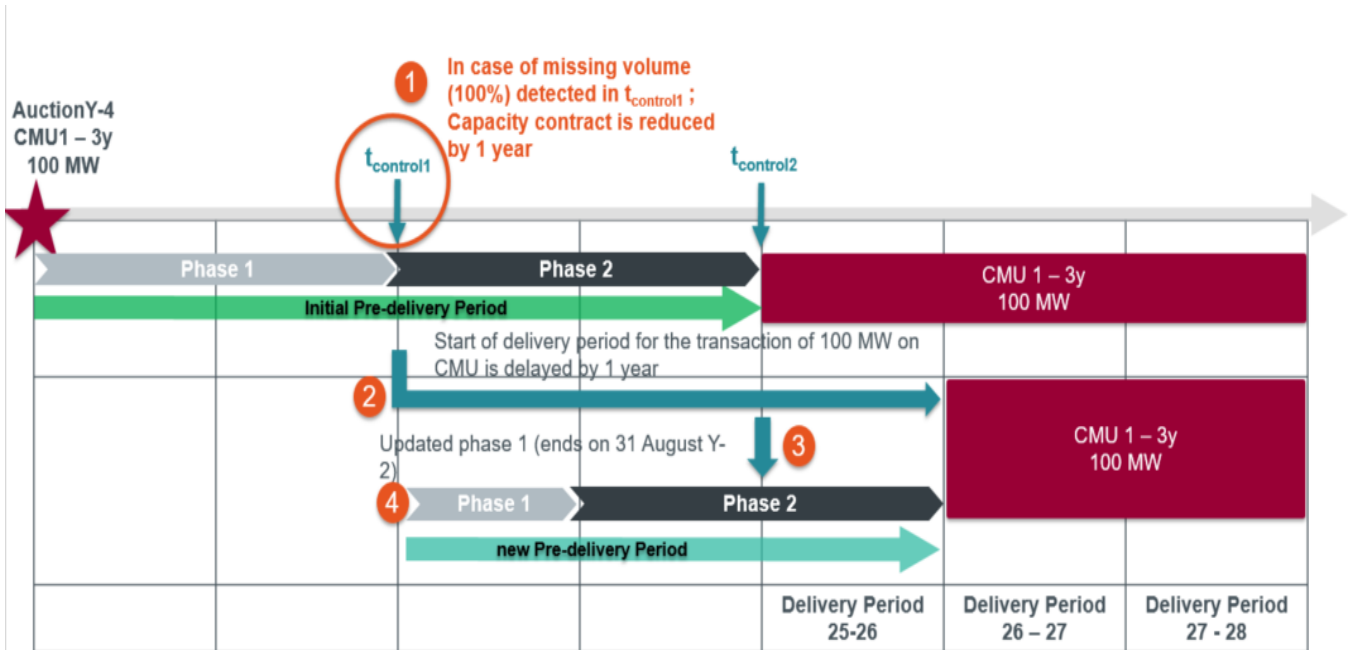 AuctionY-4
CMU1 – 3y
100 MW
1
In case of missing volume
(100%) detected in tcontrol1 ;
Capacity contract is reduced
by 1 year
tcontrol1
tcontrol2
Phase 1
Phase 2
CMU 1 – 3y
100 MW
Initial Pre-delivery Period
Start of delivery period for the transaction of 100 MW on
CMU is delayed by 1 year
2
3
Updated phase 1 (ends on 31 August Y-
2)
CMU 1 – 3y
100 MW
4
Phase 1
Phase 2
new Pre-delivery Period
Delivery Period
25-26
Delivery Period
26 – 27
Delivery Period
27 - 28